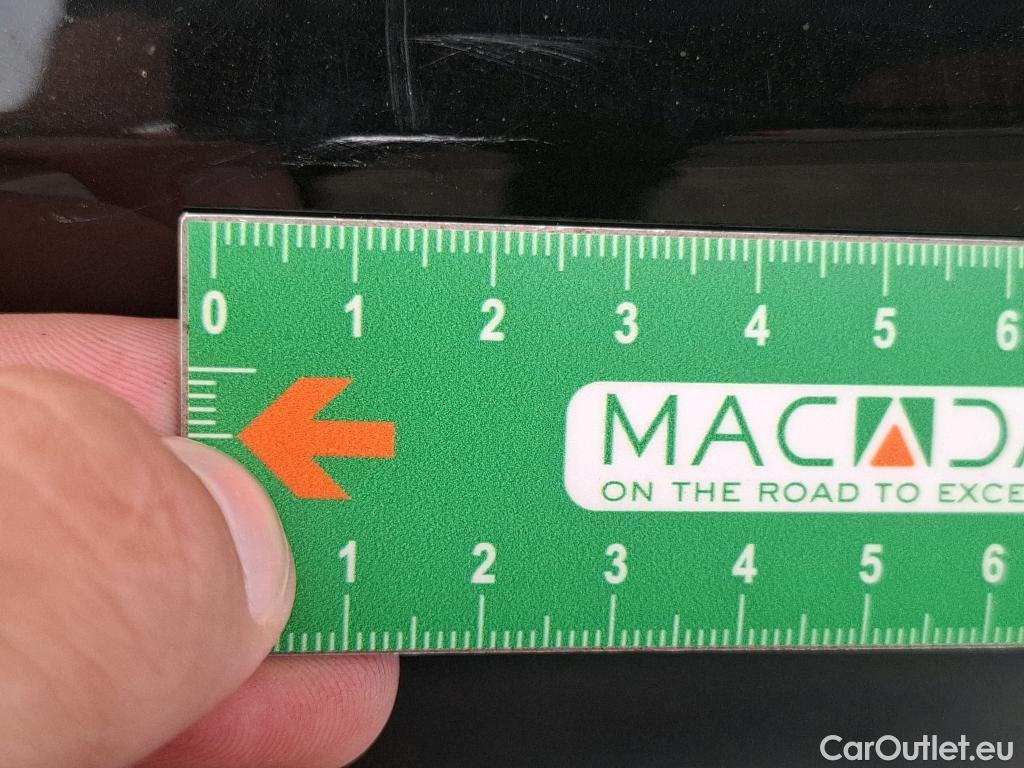 0 1 2 3 4 5 6
MACADA
ON THE ROAD TO EXCE
1 2 3 4 5 6
CarOutlet.eu